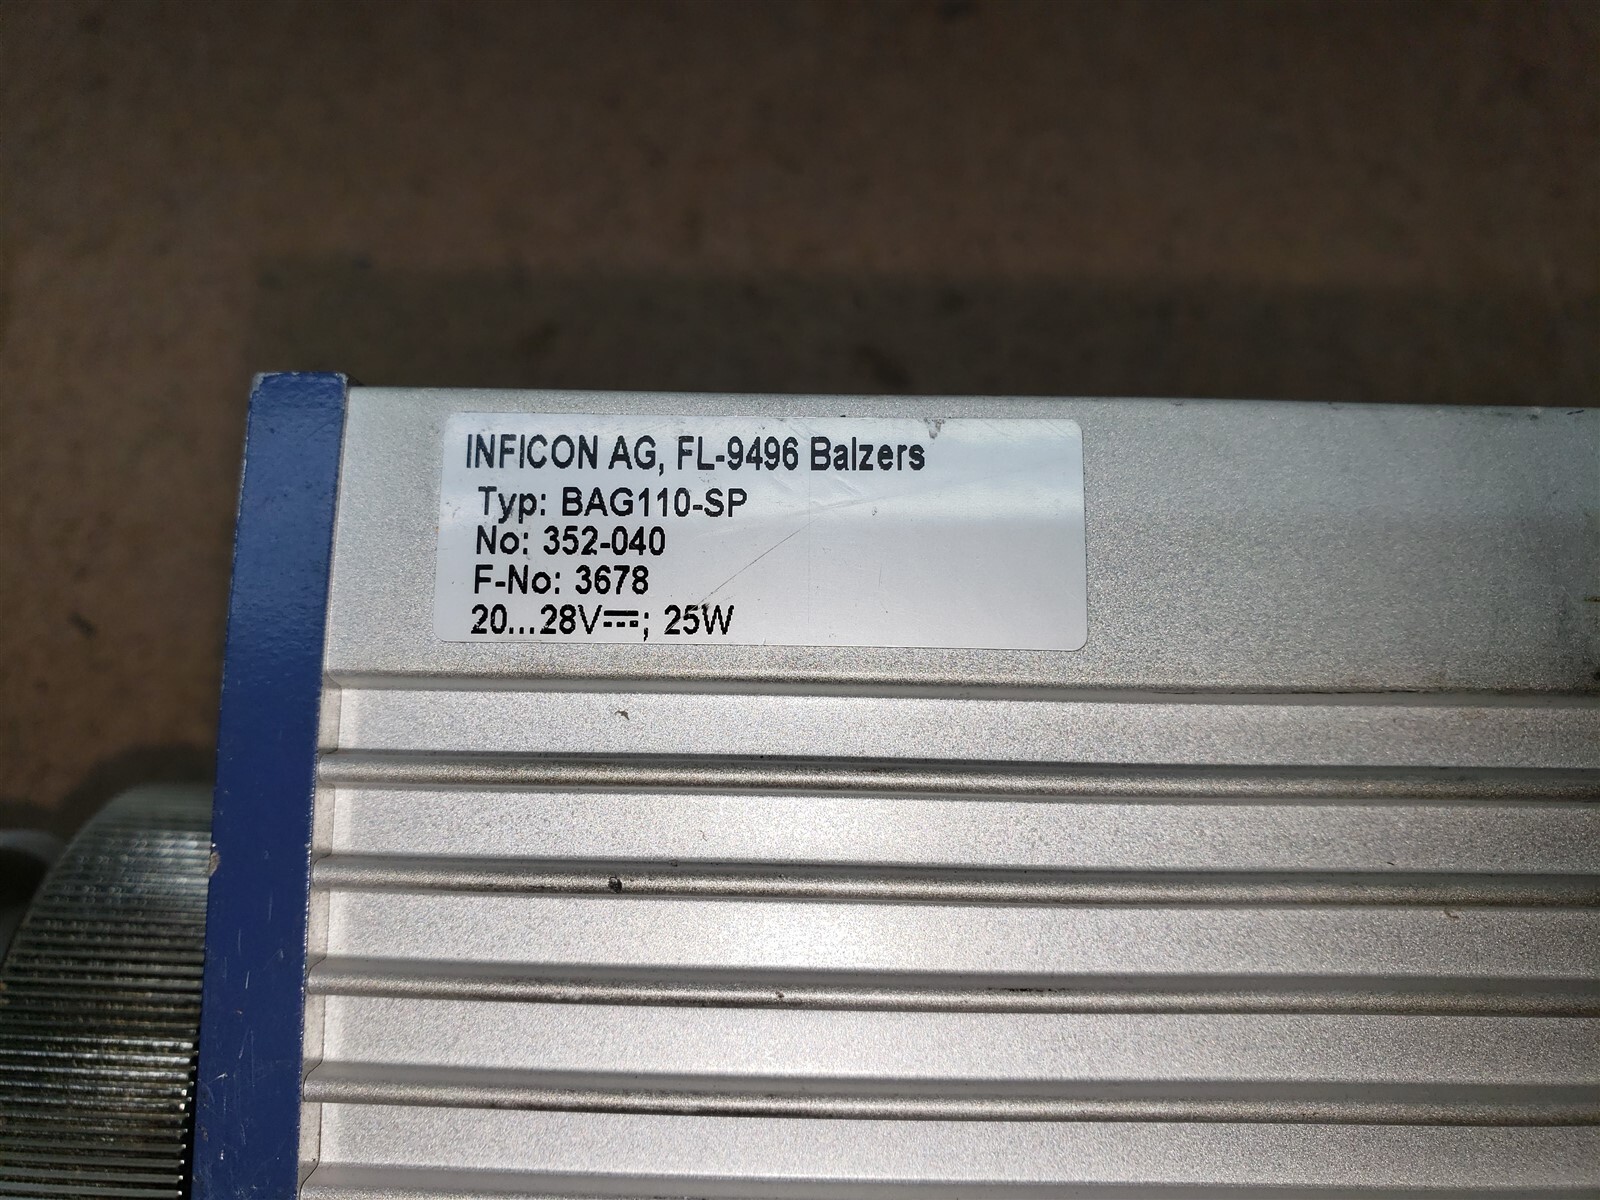 INFICON AG, FL-9496 Balzers
Typ: BAG110-SP
No: 352-040
F-No: 3678
20...28V⎓; 25W